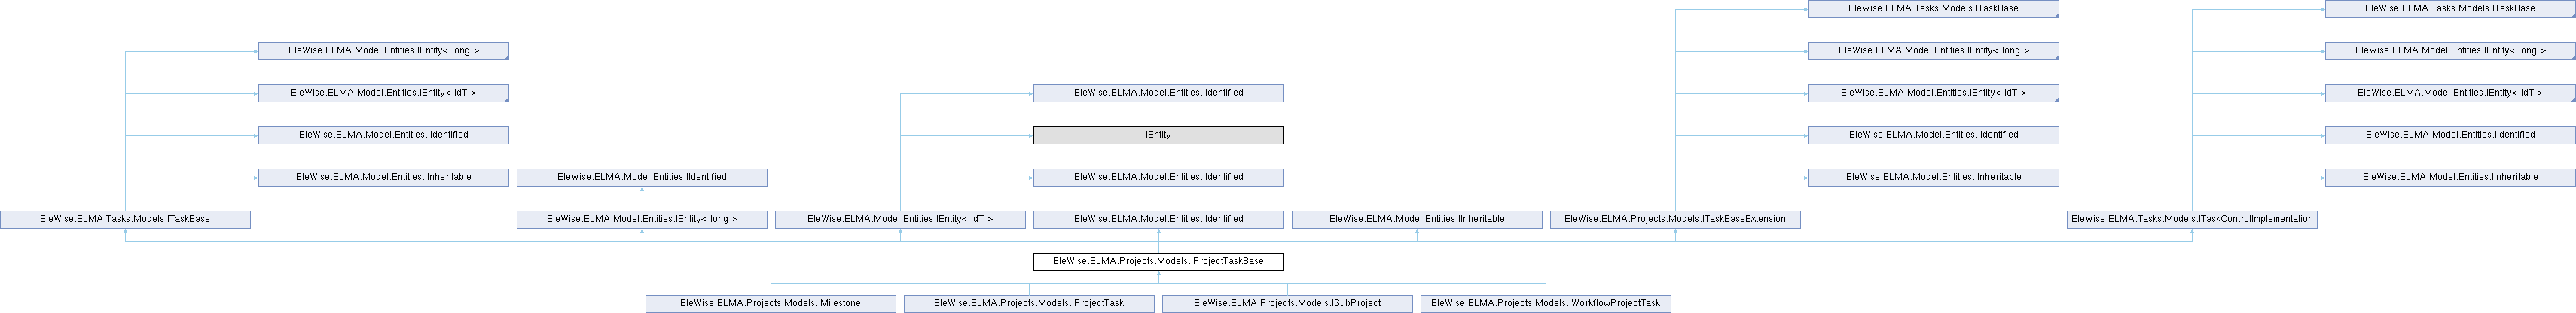 EleWise.ELMA.Tasks.Models.ITaskBase
EleWise.ELMA.Tasks.Models.ITaskBase
EleWise.ELMA.Model.Entities.IEntity< long >
EleWise.ELMA.Model.Entities.IEntity< long >
EleWise.ELMA.Model.Entities.IEntity< long >
EleWise.ELMA.Model.Entities.IEntity< IdT >
EleWise.ELMA.Model.Entities.IIdentified
EleWise.ELMA.Model.Entities.IEntity< IdT >
EleWise.ELMA.Model.Entities.IEntity< IdT >
EleWise.ELMA.Model.Entities.IIdentified
IEntity
EleWise.ELMA.Model.Entities.IIdentified
EleWise.ELMA.Model.Entities.IIdentified
EleWise.ELMA.Model.Entities.IInheritable
EleWise.ELMA.Model.Entities.IIdentified
EleWise.ELMA.Model.Entities.IIdentified
EleWise.ELMA.Model.Entities.IInheritable
EleWise.ELMA.Model.Entities.IInheritable
EleWise.ELMA.Tasks.Models.ITaskBase
EleWise.ELMA.Model.Entities.IEntity< long >
EleWise.ELMA.Model.Entities.IEntity< IdT >
EleWise.ELMA.Model.Entities.IIdentified
EleWise.ELMA.Model.Entities.IInheritable
EleWise.ELMA.Projects.Models.ITaskBaseExtension
EleWise.ELMA.Tasks.Models.ITaskControlImplementation
EleWise.ELMA.Projects.Models.IProjectTaskBase
EleWise.ELMA.Projects.Models.IMilestone
EleWise.ELMA.Projects.Models.IProjectTask
EleWise.ELMA.Projects.Models.ISubProject
EleWise.ELMA.Projects.Models.IWorkflowProjectTask